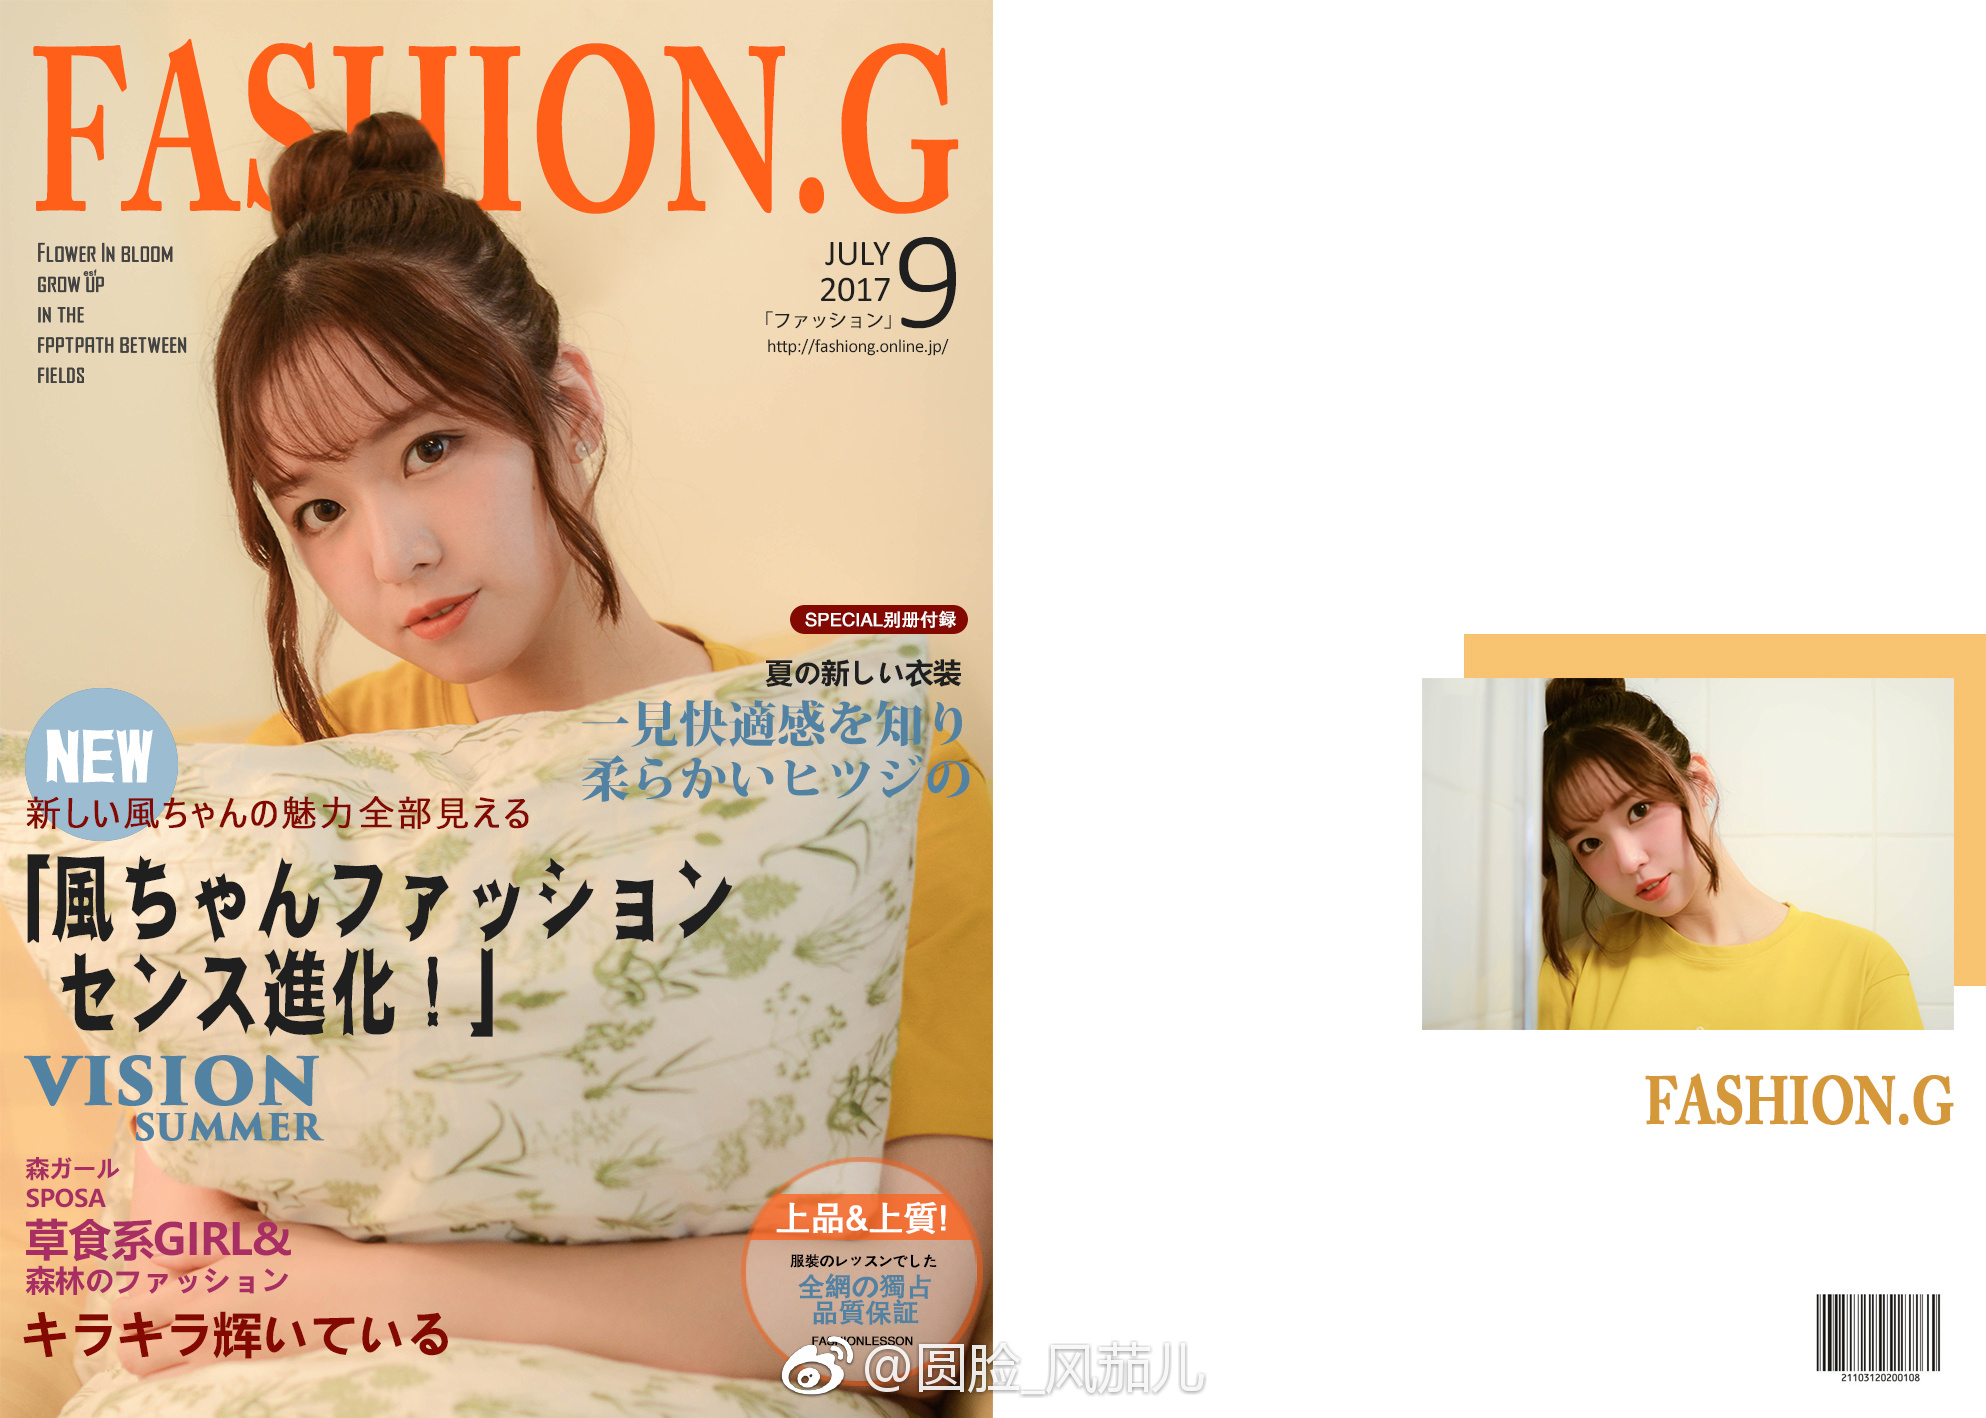 FASHION.G
FLOWER IN BLOOM
est
GROW UP
IN THE
FPPTPATH BETWEEN
FIELDS
JULY 9
2017
「ファッション」
http://fashiong.online.jp/
SPECIAL别册付録
夏の新しい衣装
一見快適感を知り
柔らかいヒツジの
NEW
新しい風ちゃんの魅力全部見える
「風ちゃんファッション
センス進化！」
VISION
SUMMER
森ガール
SPOSA
草食系GIRL&
森林のファッション
キラキラ辉いている
上品&上質!
服裝のレッスンでした
全網の獨占
品質保証
FASHIONLESSON
@圆脸_风茄儿
FASHION.G
21103120200108